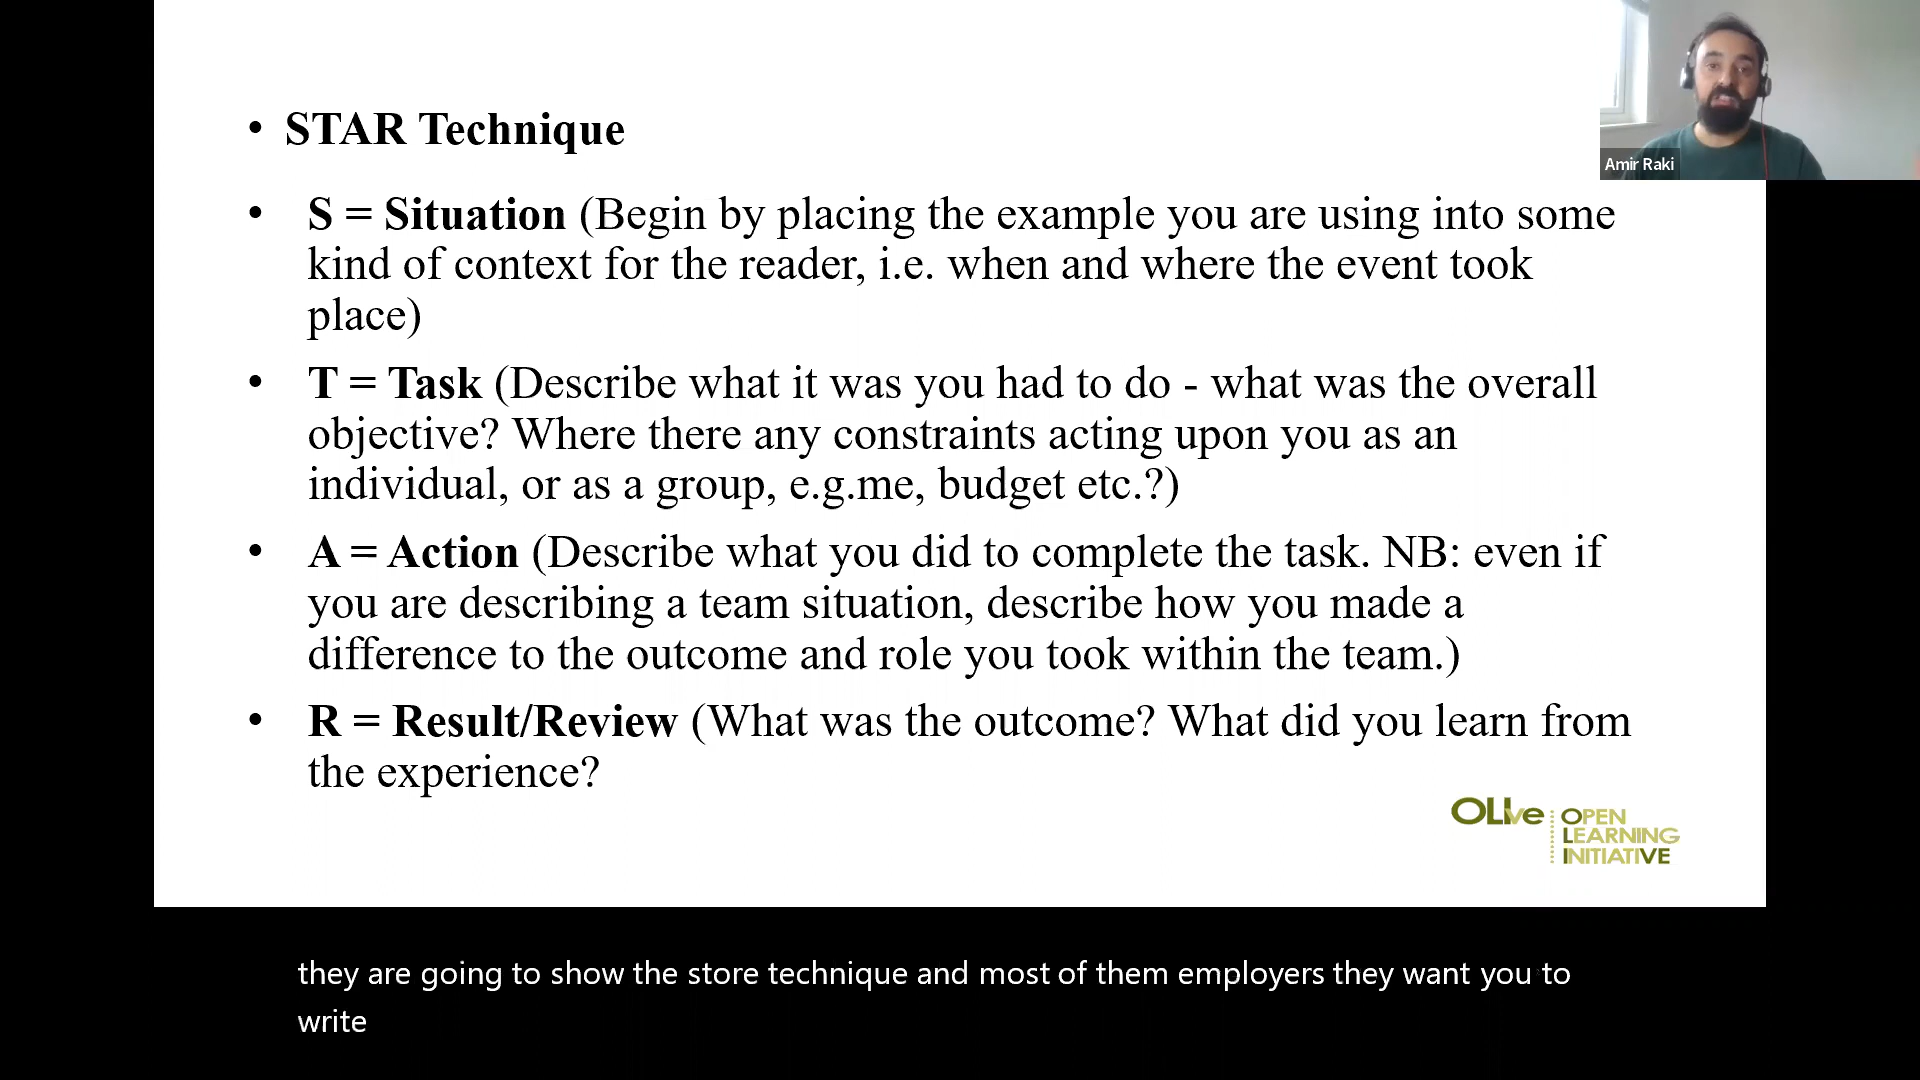 • STAR Technique
• S = Situation (Begin by placing the example you are using into some
kind of context for the reader, i.e. when and where the event took
place)
• T = Task (Describe what it was you had to do - what was the overall
objective? Where there any constraints acting upon you as an
individual, or as a group, e.g.me, budget etc.?)
• A = Action (Describe what you did to complete the task. NB: even if
you are describing a team situation, describe how you made a
difference to the outcome and role you took within the team.)
• R = Result/Review (What was the outcome? What did you learn from
the experience?
Amir Raki
OLIve
OPEN
LEARNING
INITIATIVE
they are going to show the store technique and most of them employers they want you to
write